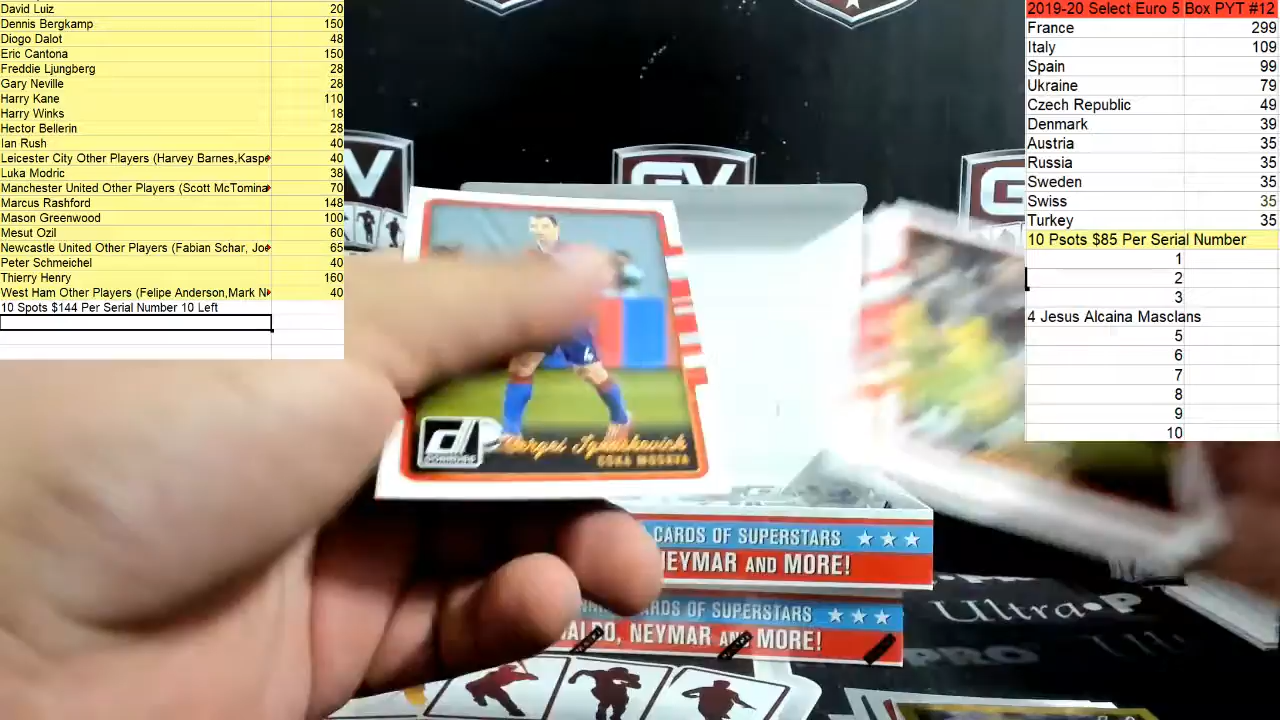 David Luiz 20
Dennis Bergkamp 150
Diogo Dalot 48
Eric Cantona 150
Freddie Ljungberg 28
Gary Neville 28
Harry Kane 110
Harry Winks 18
Hector Bellerin 28
Ian Rush 40
Leicester City Other Players (Harvey Barnes,Kaspe 40
Luka Modric 38
Manchester United Other Players (Scott McTomina 70
Marcus Rashford 148
Mason Greenwood 100
Mesut Ozil 60
Newcastle United Other Players (Fabian Schar, Joe 65
Peter Schmeichel 40
Thierry Henry 160
West Ham Other Players (Felipe Anderson,Mark N 40
10 Spots $144 Per Serial Number 10 Left
2019-20 Select Euro 5 Box PYT #12
France 299
Italy 109
Spain 99
Ukraine 79
Czech Republic 49
Denmark 39
Austria 35
Russia 35
Sweden 35
Swiss 35
Turkey 35
10 Psots $85 Per Serial Number
1
2
3
4 Jesus Alcaina Masclans
5
6
7
8
9
10
GV
V
G
d
DONRUSS
Sergei Ignashevich
CSKA MOSKVA
CARDS OF SUPERSTARS
NEYMAR AND MORE!
CARDS OF SUPERSTARS
NEYMAR AND MORE!
Ultra P
PRO